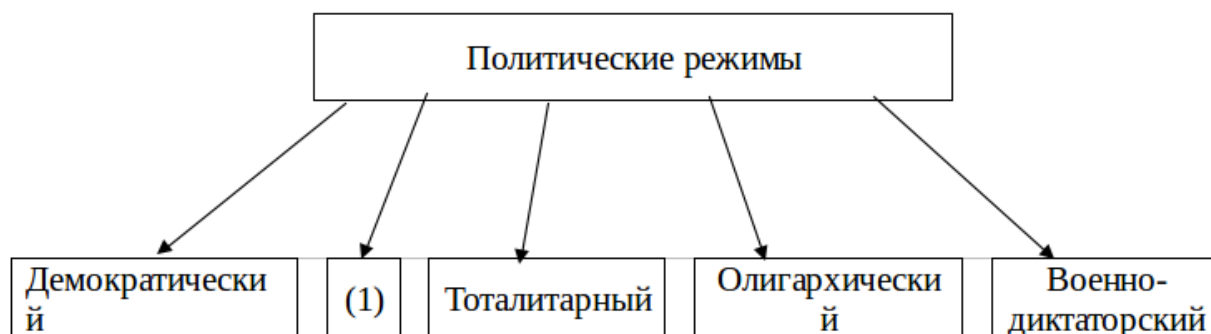 Политические режимы
Демократически
й
(1)
Тоталитарный
Олигархически
й
Военно-
диктаторский